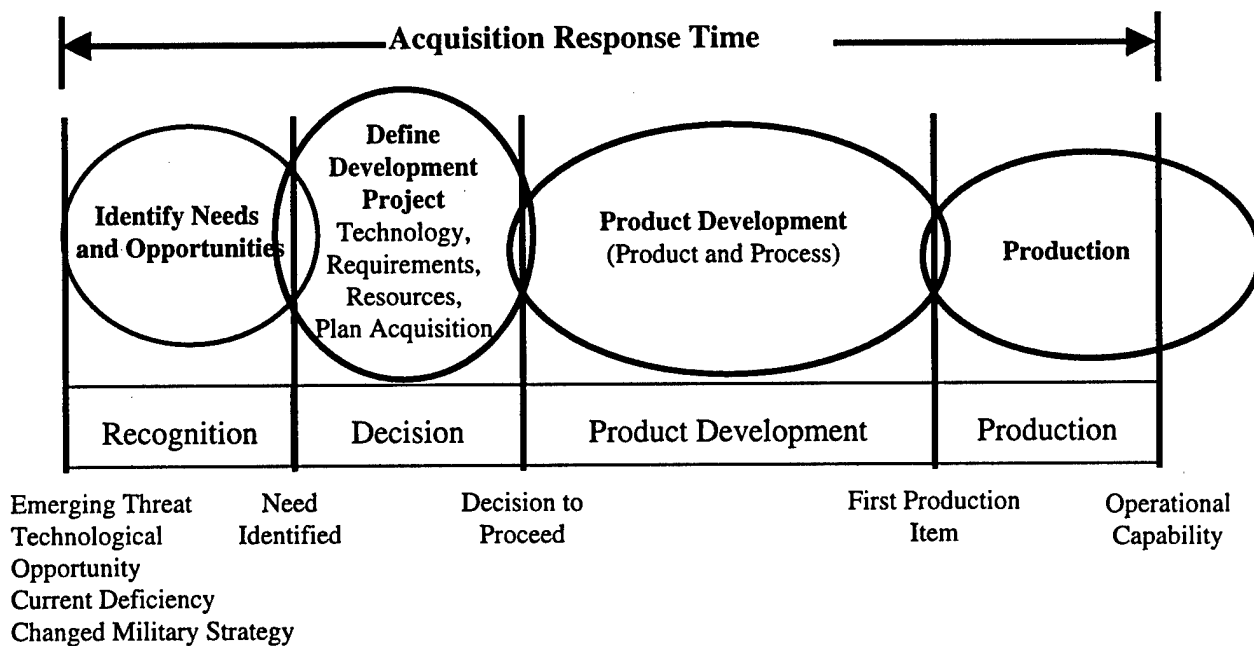 Acquisition Response Time
Identify Needs
and Opportunities
Define
Development
Project
Technology,
Requirements,
Resources,
Plan Acquisition
Product Development
(Product and Process)
Production
Recognition
Decision
Product Development
Production
Emerging Threat
Technological
Opportunity
Current Deficiency
Changed Military Strategy
Need
Identified
Decision to
Proceed
First Production
Item
Operational
Capability